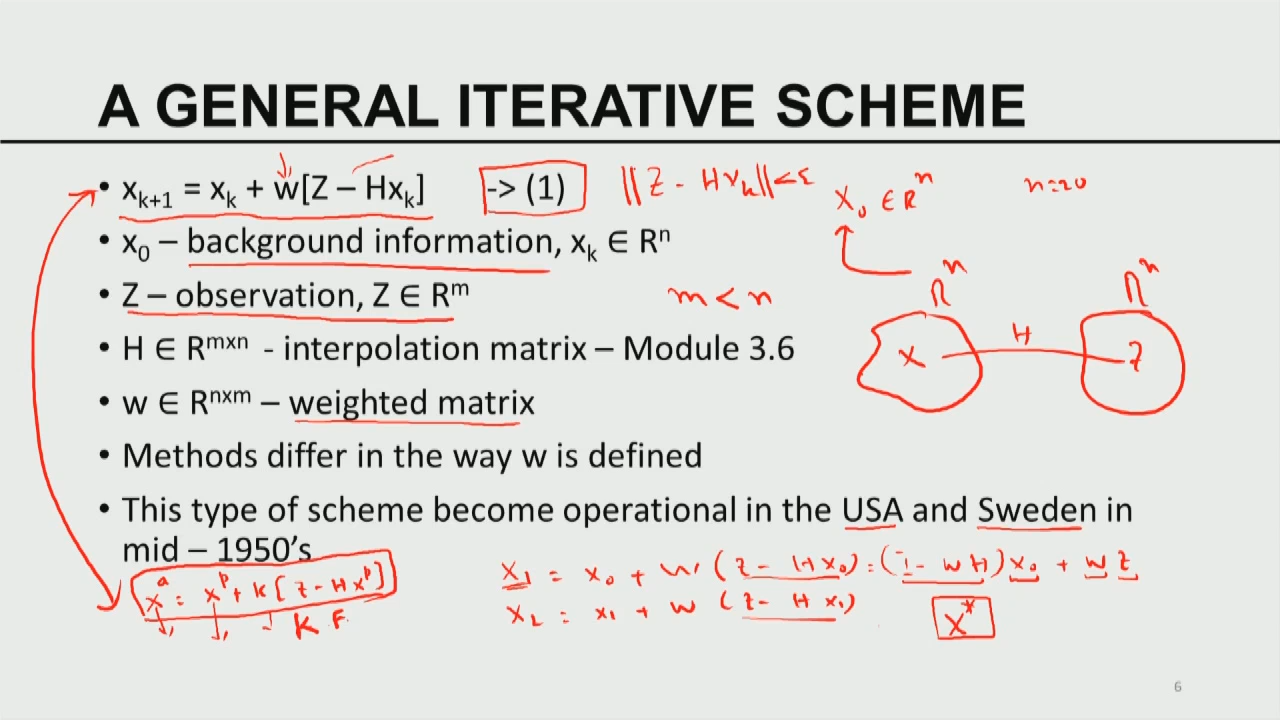 A GENERAL ITERATIVE SCHEME
• xₖ₊₁ = xₖ + w[Z – Hxₖ] -> (1) ||Z - Hxₖ|| < ε
X₀ ∈ Rⁿ n=20
• x₀ – background information, xₖ ∈ Rⁿ
• Z – observation, Z ∈ Rᵐ m < n
Rⁿ Rⁿ
X H Z
• H ∈ Rᵐˣⁿ - interpolation matrix – Module 3.6
• w ∈ Rⁿˣᵐ – weighted matrix
• Methods differ in the way w is defined
• This type of scheme become operational in the USA and Sweden in
mid – 1950's
xᵃ = xᵖ + K[Z - Hxᵖ]
K F
x₁ = x₀ + W(Z - Hx₀) = (I - WH)x₀ + WZ
x₂ = x₁ + W(Z - Hx₁)
X*
6